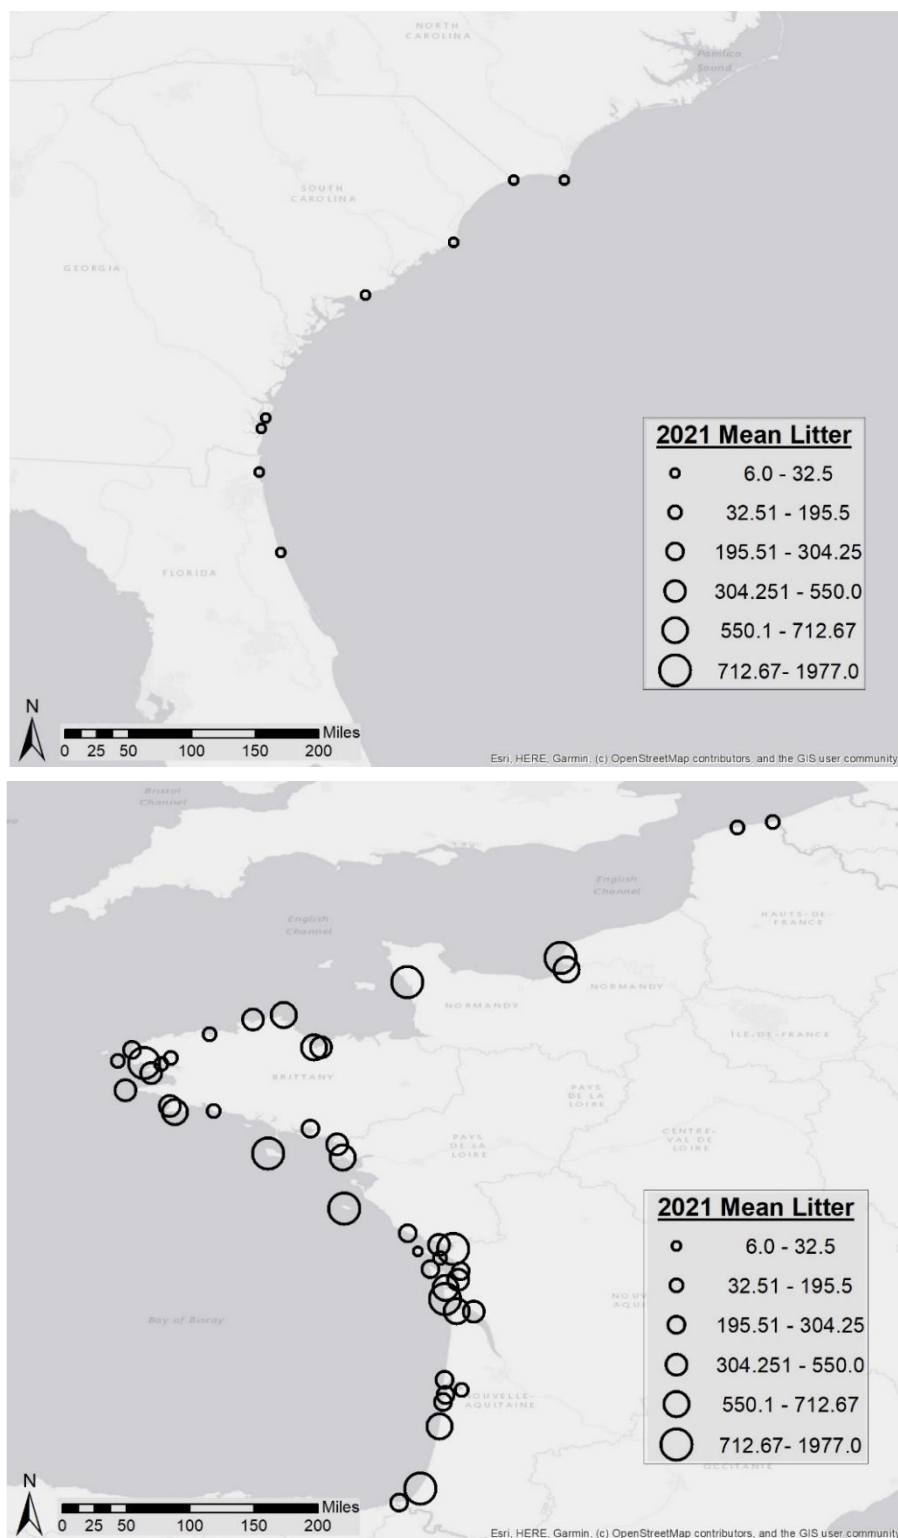 NORTH
CAROLINA
Pamlico
Sound
SOUTH
CAROLINA
GEORGIA
FLORIDA
2021 Mean Litter
6.0 - 32.5
32.51 - 195.5
195.51 - 304.25
304.251 - 550.0
550.1 - 712.67
712.67- 1977.0
N
Miles
0 25 50 100 150 200
Esri, HERE, Garmin, (c) OpenStreetMap contributors, and the GIS user community
Bristol
Channel
English
Channel
English
Channel
HAUTS-DE-
FRANCE
NORMANDY
NORMANDY
ÎLE-DE-FRANCE
BRITTANY
PAYS
DE LA
LOIRE
PAYS
DE LA
LOIRE
CENTRE-
VAL DE
LOIRE
Bay of Biscay
NOUVELLE-
AQUITAINE
OCCITANIE
2021 Mean Litter
6.0 - 32.5
32.51 - 195.5
195.51 - 304.25
304.251 - 550.0
550.1 - 712.67
712.67- 1977.0
N
Miles
0 25 50 100 150 200
Esri, HERE, Garmin, (c) OpenStreetMap contributors, and the GIS user community